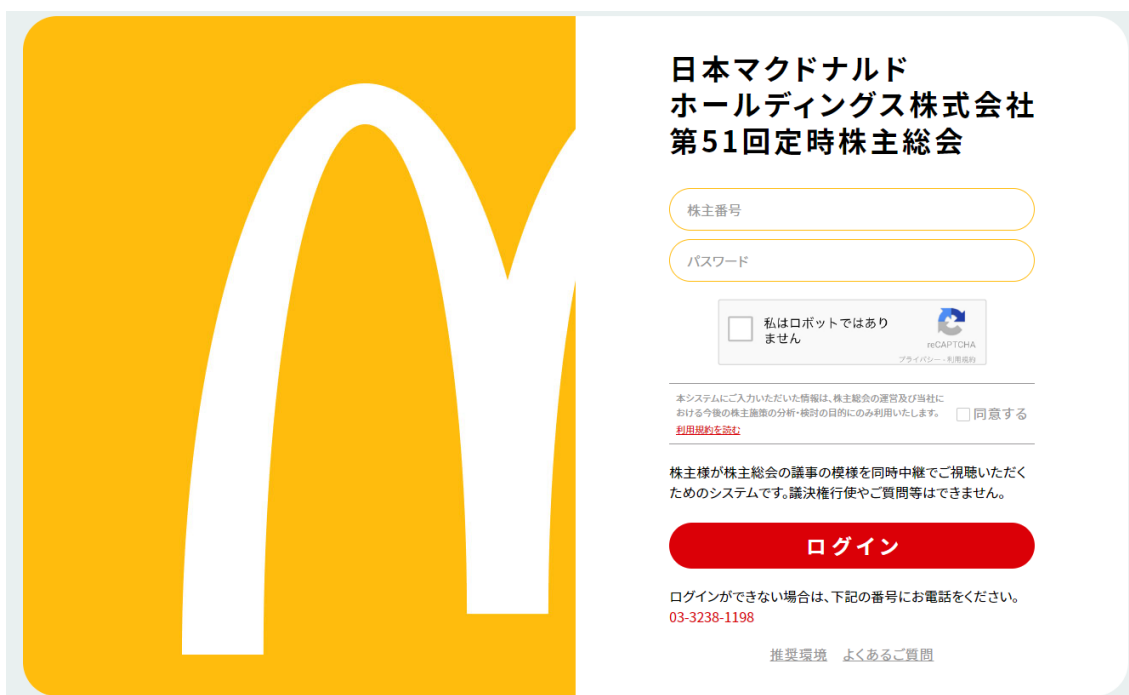 日本マクドナルド
ホールディングス株式会社
第51回定時株主総会
株主番号
パスワード
私はロボットではあり
ません
reCAPTCHA
プライバシー - 利用規約
本システムにご入力いただいた情報は、株主総会の運営及び当社に
おける今後の株主施策の分析・検討の目的にのみ利用いたします。
利用規約を読む
同意する
株主様が株主総会の議事の模様を同時中継でご視聴いただく
ためのシステムです。議決権行使やご質問等はできません。
ログイン
ログインができない場合は、下記の番号にお電話をください。
03-3238-1198
推奨環境 よくあるご質問